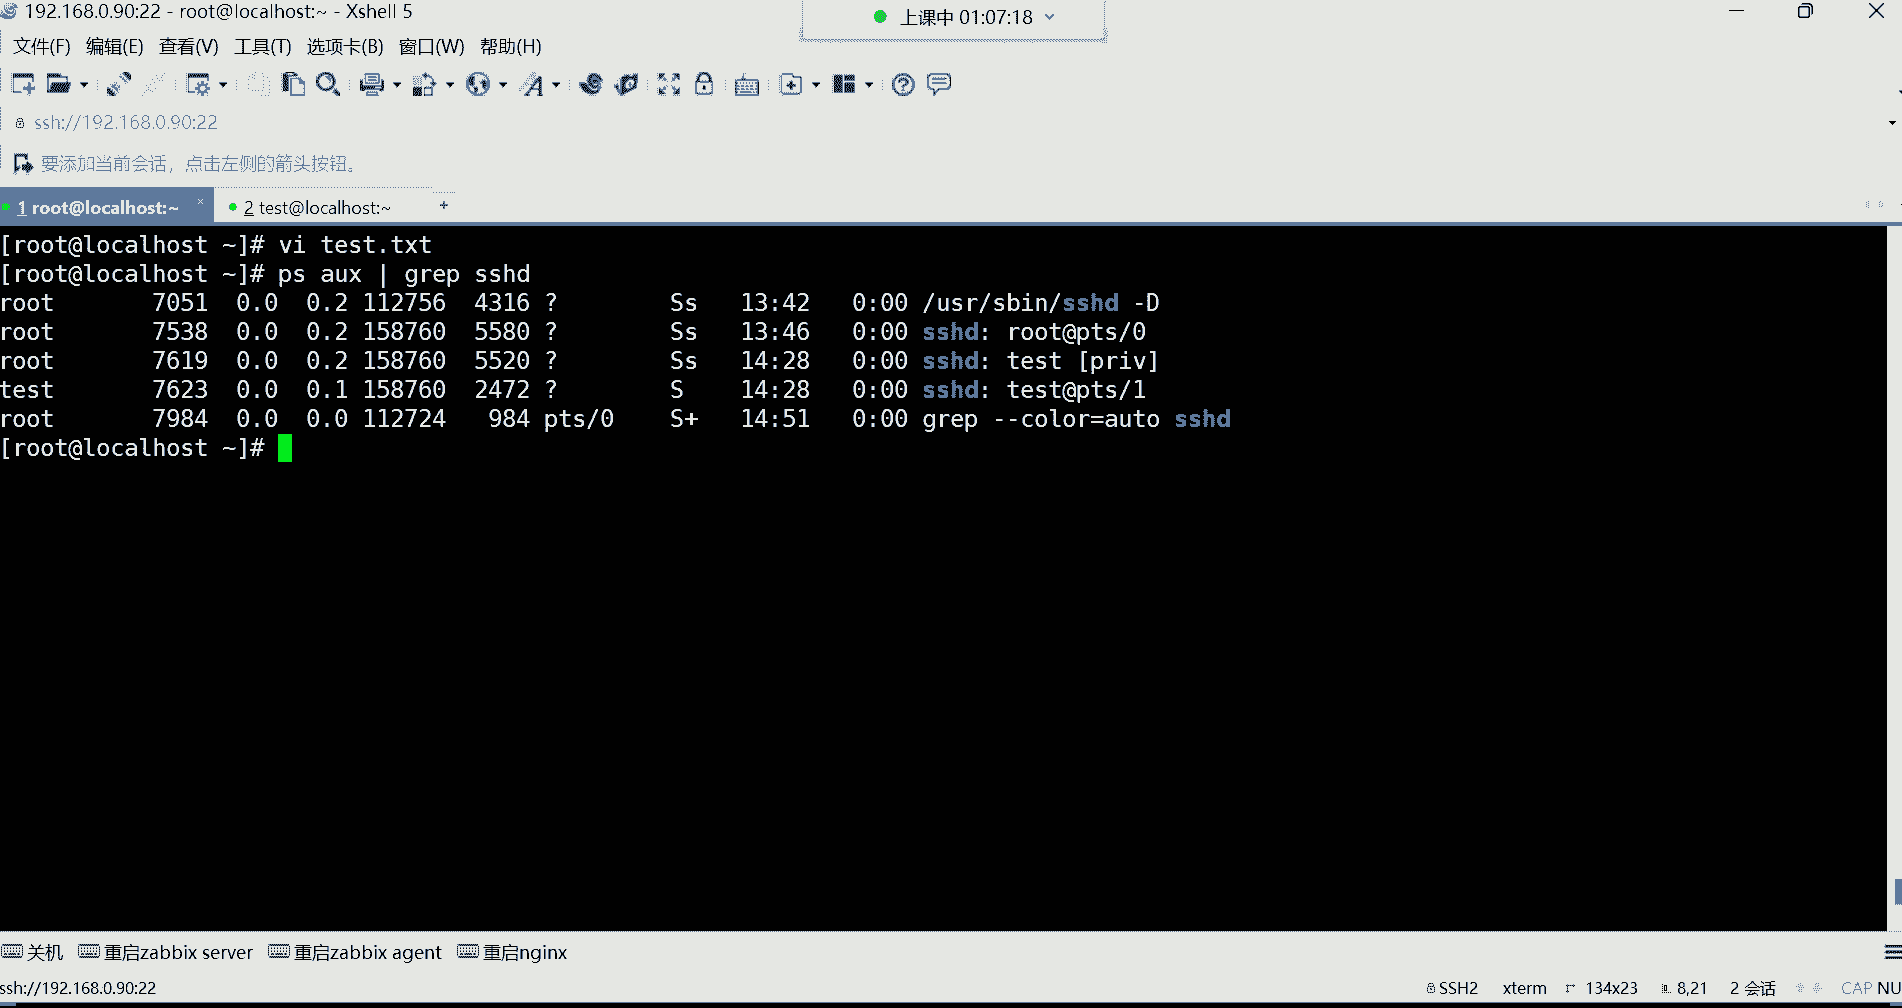 192.168.0.90:22 - root@localhost:~ - Xshell 5
上课中 01:07:18
文件(F) 编辑(E) 查看(V) 工具(T) 选项卡(B) 窗口(W) 帮助(H)
ssh://192.168.0.90:22
要添加当前会话，点击左侧的箭头按钮。
1 root@localhost:~ × 2 test@localhost:~ +
[root@localhost ~]# vi test.txt
[root@localhost ~]# ps aux | grep sshd
root       7051  0.0  0.2 112756  4316 ?        Ss   13:42   0:00 /usr/sbin/sshd -D
root       7538  0.0  0.2 158760  5580 ?        Ss   13:46   0:00 sshd: root@pts/0
root       7619  0.0  0.2 158760  5520 ?        Ss   14:28   0:00 sshd: test [priv]
test       7623  0.0  0.1 158760  2472 ?        S    14:28   0:00 sshd: test@pts/1
root       7984  0.0  0.0 112724   984 pts/0    S+   14:51   0:00 grep --color=auto sshd
[root@localhost ~]#
关机 重启zabbix server 重启zabbix agent 重启nginx
ssh://192.168.0.90:22 SSH2 xterm 134x23 8,21 2 会话 CAP NU